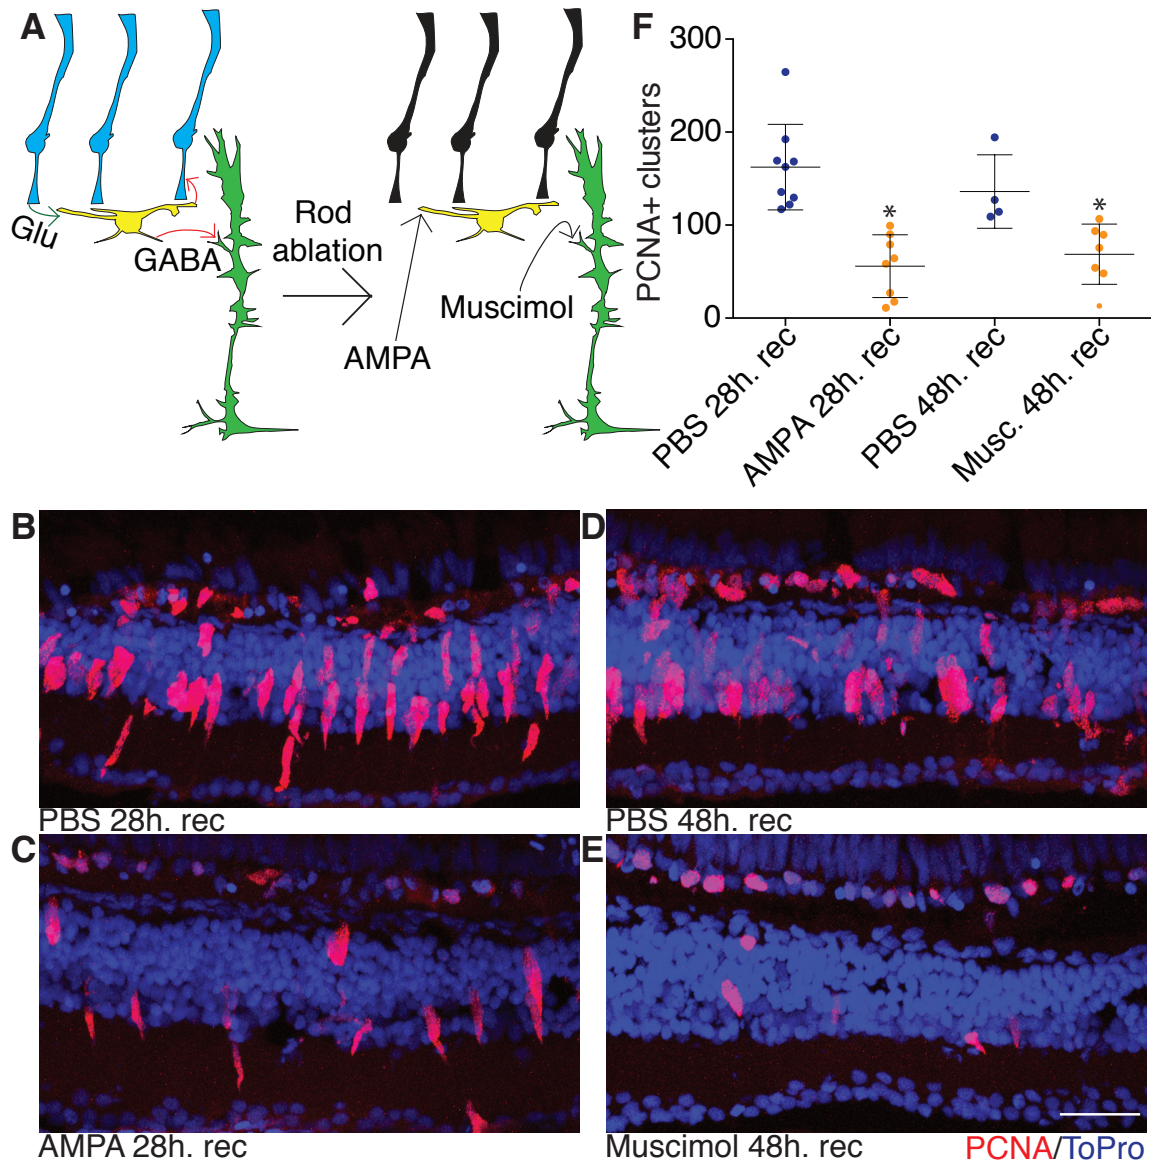 A
Glu
GABA
Rod
ablation
AMPA
Muscimol
F
PCNA+ clusters
300
200
100
0
*
*
PBS 28h. rec
AMPA 28h. rec
PBS 48h. rec
Musc. 48h. rec
B
PBS 28h. rec
D
PBS 48h. rec
C
AMPA 28h. rec
E
Muscimol 48h. rec
PCNA/ToPro